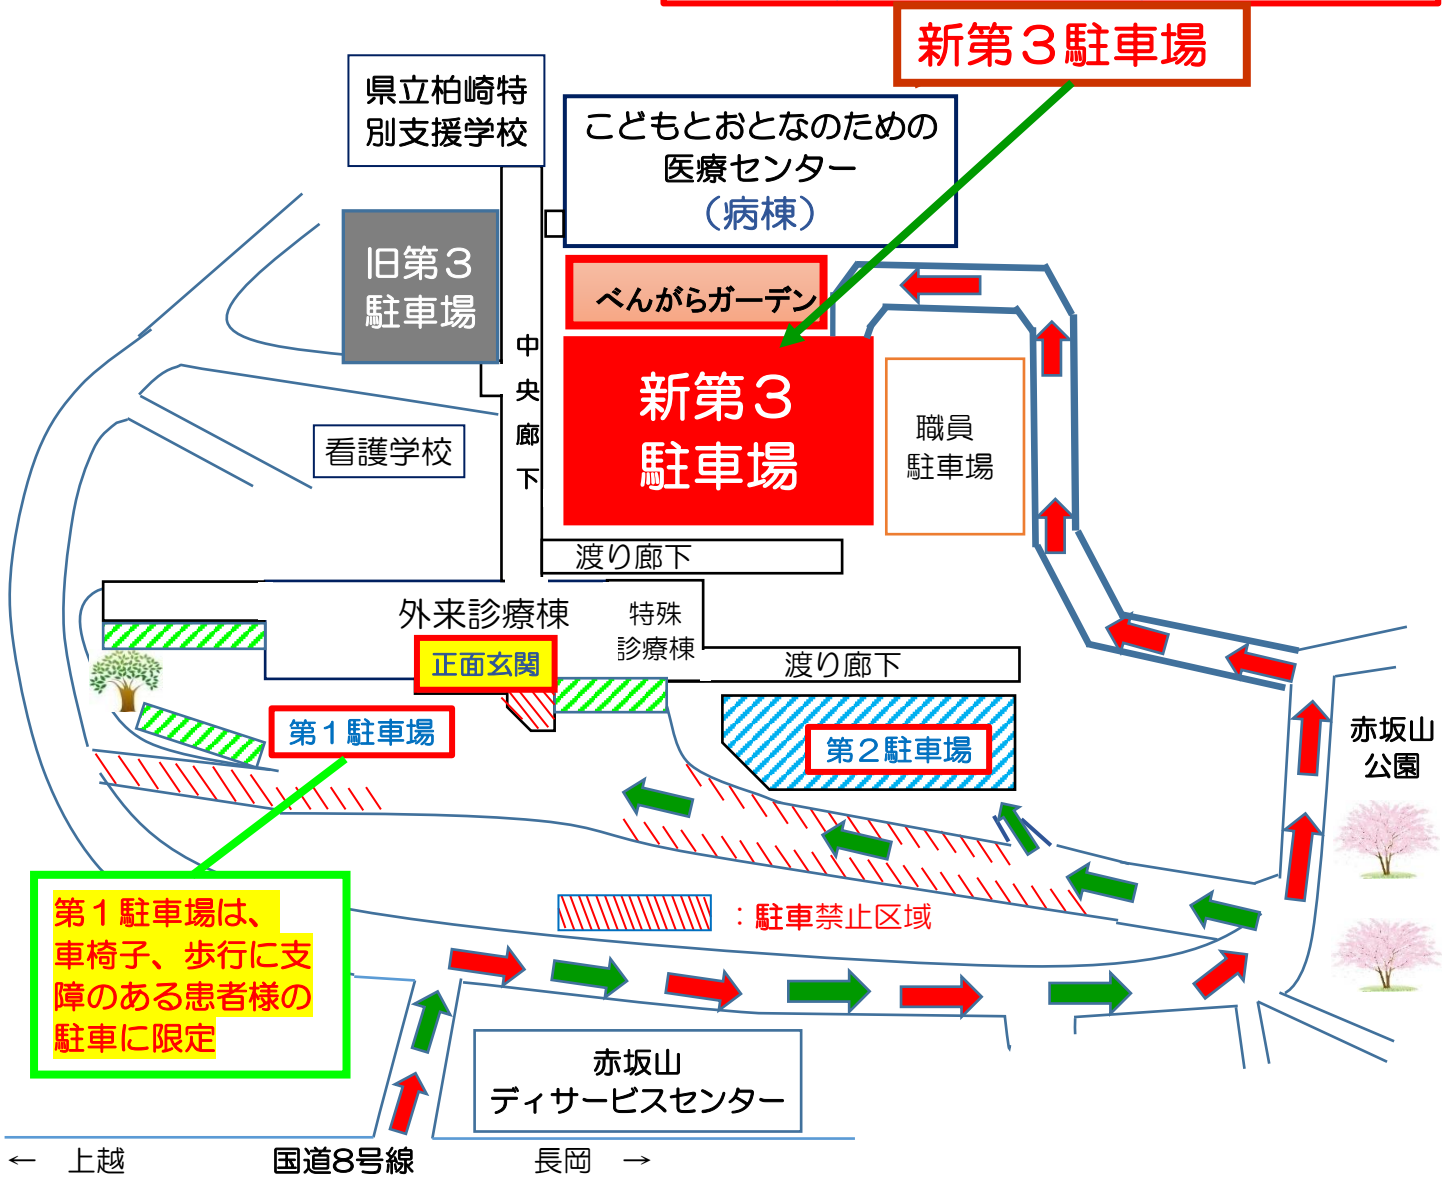 新第３駐車場
県立柏崎特
別支援学校
こどもとおとなのための
医療センター
（病棟）
旧第３
駐車場
べんがらガーデン
中央廊下
新第３
駐車場
職員
駐車場
看護学校
渡り廊下
外来診療棟
特殊
診療棟
正面玄関
渡り廊下
第１駐車場
第２駐車場
赤坂山
公園
第１駐車場は、
車椅子、歩行に支
障のある患者様の
駐車に限定
：駐車禁止区域
赤坂山
ディサービスセンター
← 上越
国道8号線
長岡 →